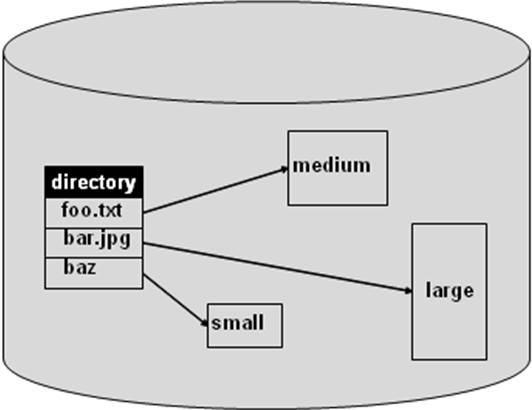 directory
foo.txt
bar.jpg
baz
medium
large
small